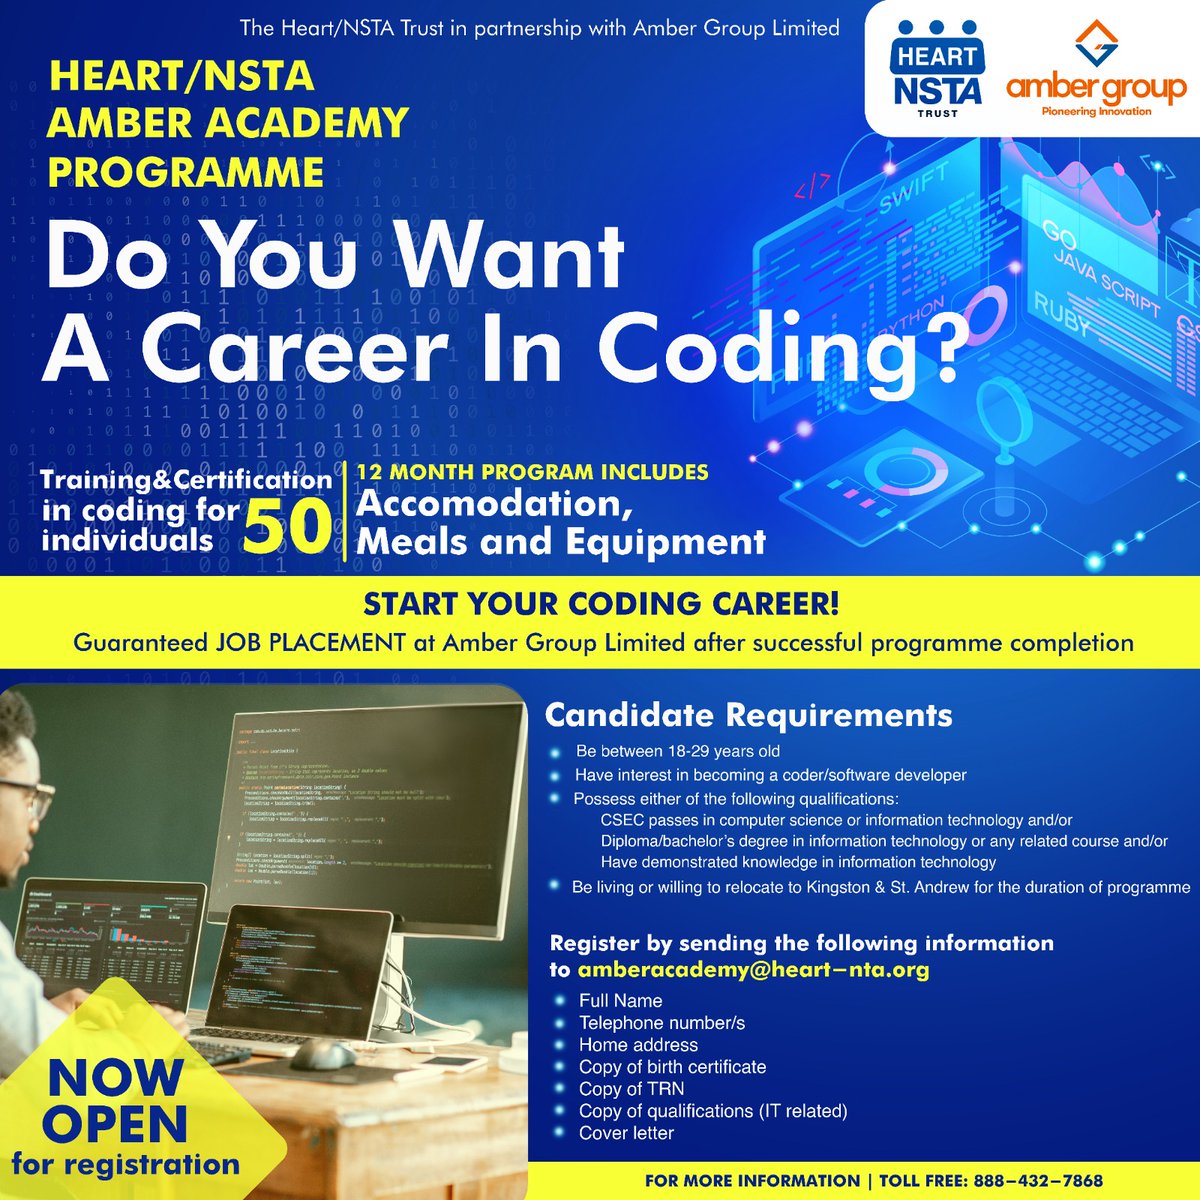 The Heart/NSTA Trust in partnership with Amber Group Limited
HEART
NSTA
TRUST
amber group
Pioneering Innovation
HEART/NSTA
AMBER ACADEMY
PROGRAMME
Do You Want
A Career In Coding?
</>
SWIFT
GO
JAVA SCRIPT
RUBY
PYTHON
Training&Certification
in coding for
individuals
50
12 MONTH PROGRAM INCLUDES
Accomodation,
Meals and Equipment
START YOUR CODING CAREER!
Guaranteed JOB PLACEMENT at Amber Group Limited after successful programme completion
Candidate Requirements
Be between 18-29 years old
Have interest in becoming a coder/software developer
Possess either of the following qualifications:
CSEC passes in computer science or information technology and/or
Diploma/bachelor's degree in information technology or any related course and/or
Have demonstrated knowledge in information technology
Be living or willing to relocate to Kingston & St. Andrew for the duration of programme
Register by sending the following information
to amberacademy@heart-nta.org
Full Name
Telephone number/s
Home address
Copy of birth certificate
Copy of TRN
Copy of qualifications (IT related)
Cover letter
NOW
OPEN
for registration
FOR MORE INFORMATION | TOLL FREE: 888-432-7868